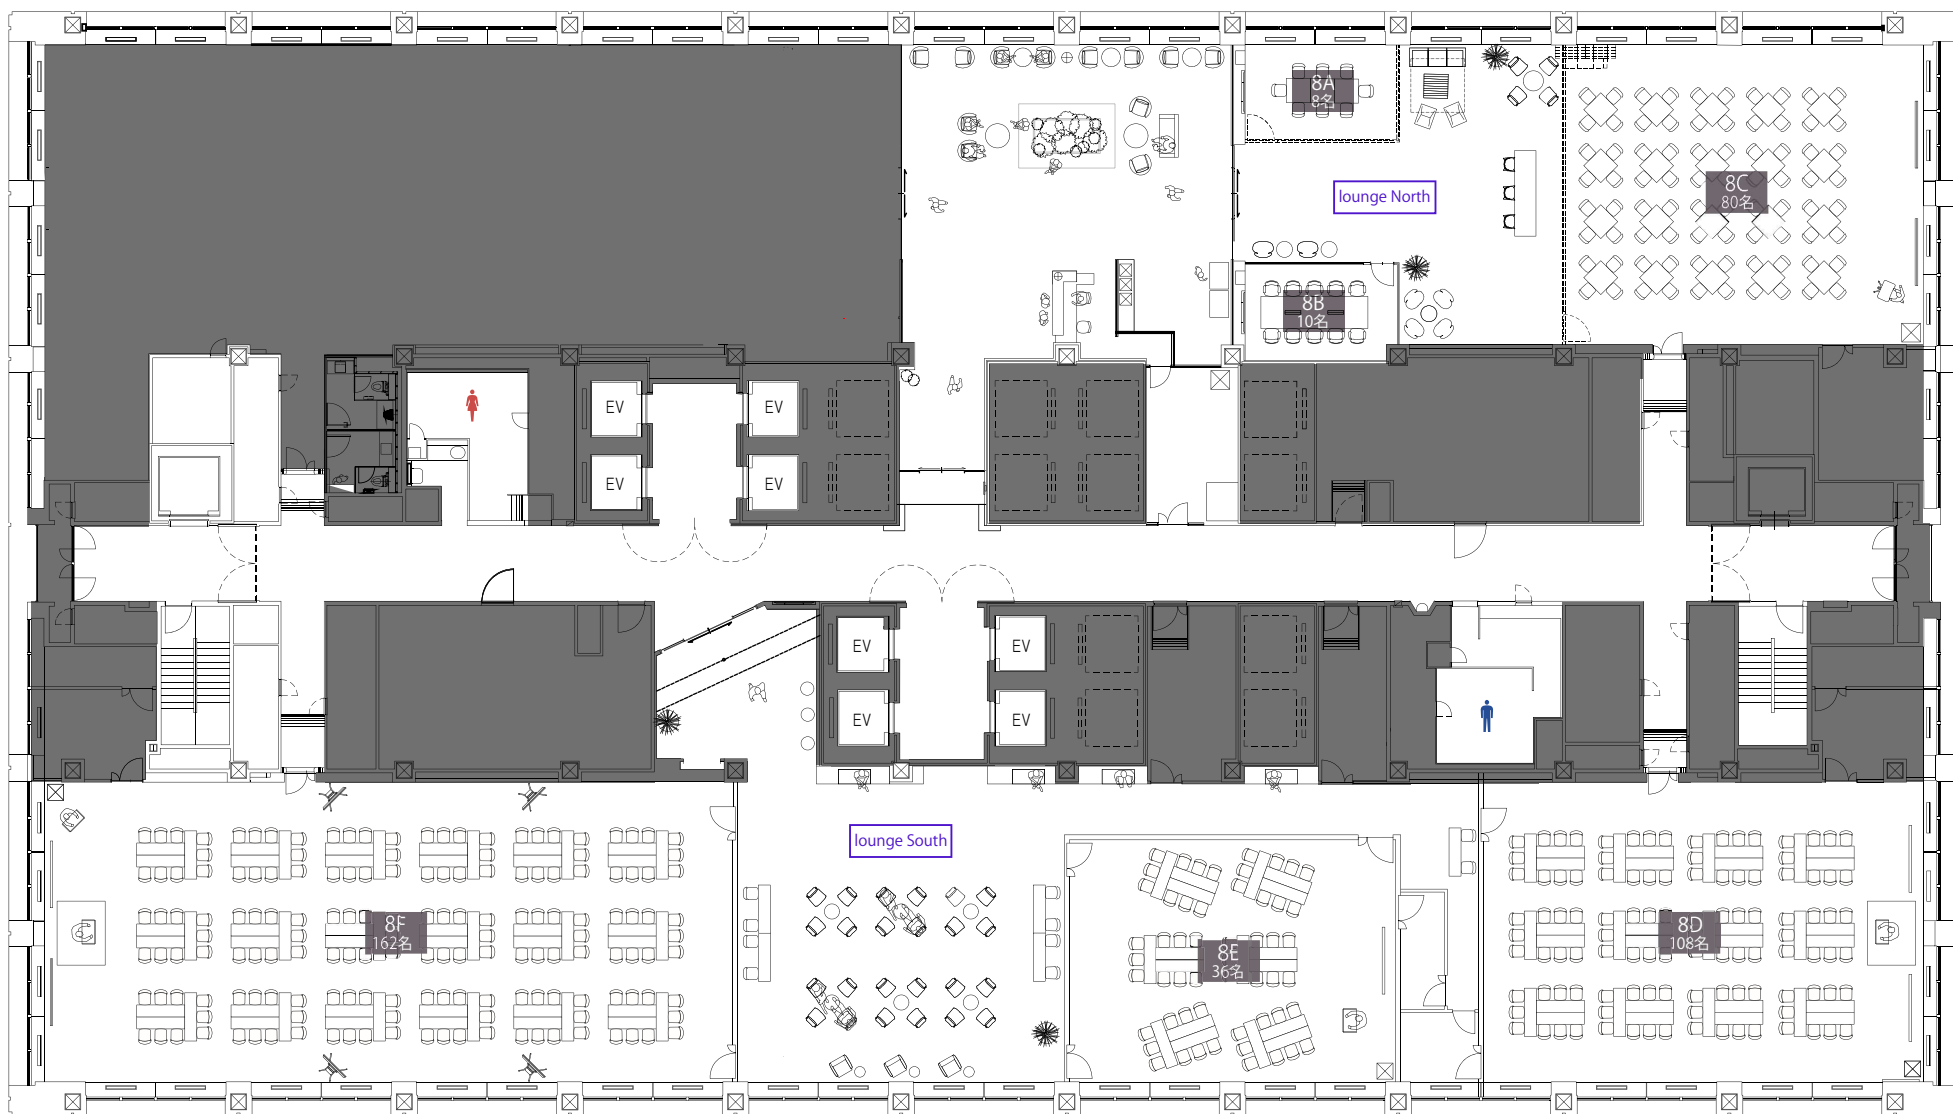 8A
8名
lounge North
8C
80名
8B
10名
EV
EV
EV
EV
EV
EV
EV
EV
lounge South
8F
162名
8E
36名
8D
108名